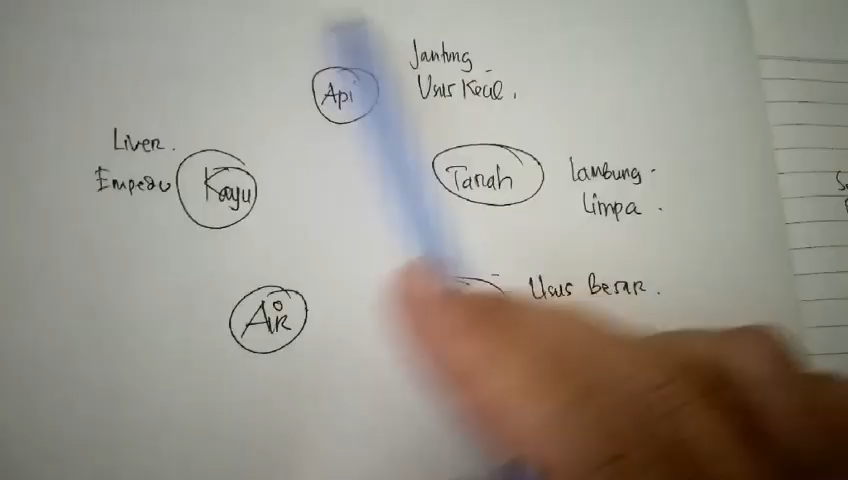 Jantung
Api
Usus Kecil.
Liver.
Empedu
Kayu
Tanah
Lambung.
Limpa.
Usus Besar.
Air